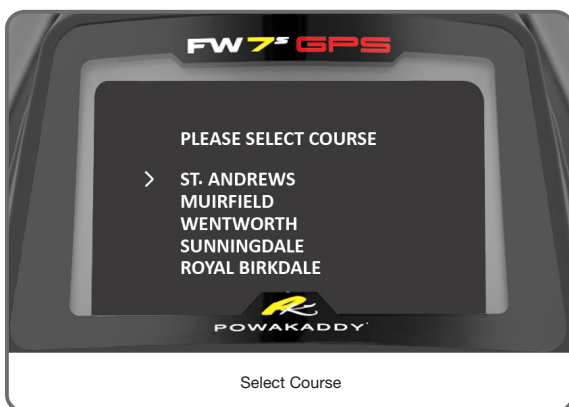 FW7s GPS
PLEASE SELECT COURSE
> ST. ANDREWS
MUIRFIELD
WENTWORTH
SUNNINGDALE
ROYAL BIRKDALE
POWAKADDY
Select Course